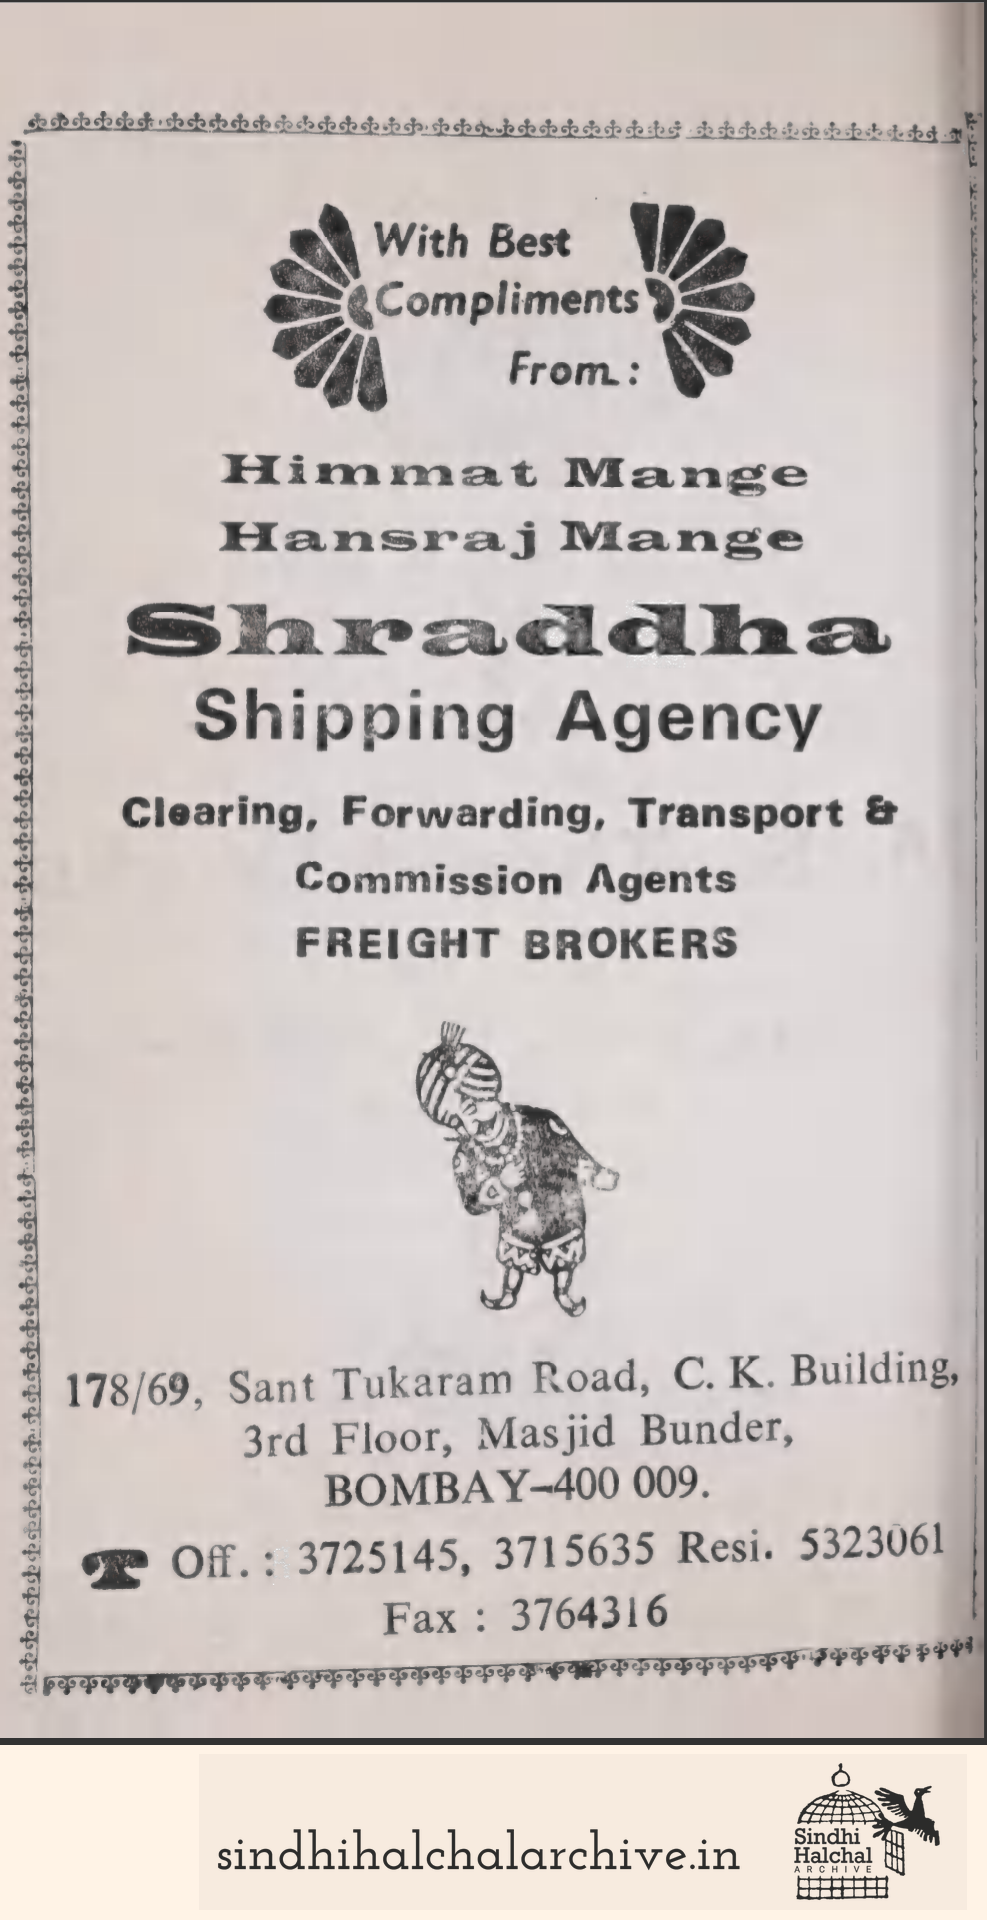 With Best
Compliments
From :
Himmat Mange
Hansraj Mange
Shraddha
Shipping Agency
Clearing, Forwarding, Transport &
Commission Agents
FREIGHT BROKERS
178/69, Sant Tukaram Road, C. K. Building,
3rd Floor, Masjid Bunder,
BOMBAY–400 009.
Off. : 3725145, 3715635 Resi. 5323061
Fax : 3764316
sindhihalchalarchive.in
Sindhi
Halchal
ARCHIVE